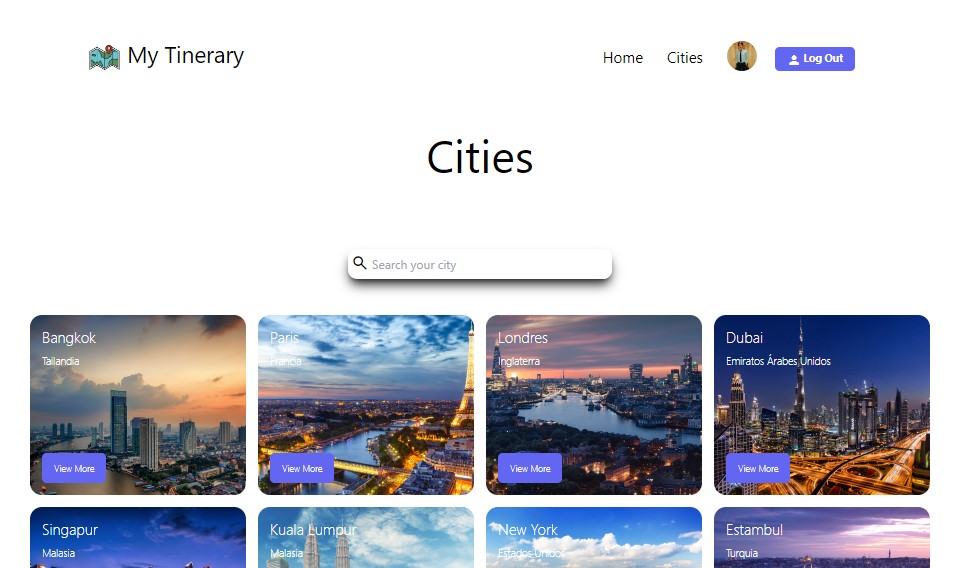 My Tinerary
Home
Cities
Log Out
Cities
Search your city
Bangkok
Tailandia
View More
Paris
Francia
View More
Londres
Inglaterra
View More
Dubai
Emiratos Árabes Unidos
View More
Singapur
Malasia
Kuala Lumpur
Malasia
New York
Estados Unidos
Estambul
Turquia